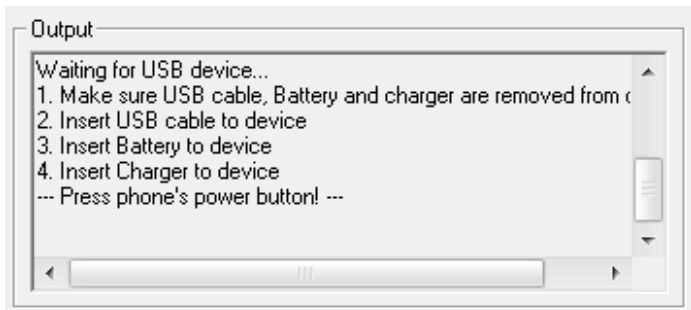 Output
Waiting for USB device...
1. Make sure USB cable, Battery and charger are removed from
2. Insert USB cable to device
3. Insert Battery to device
4. Insert Charger to device
--- Press phone's power button! ---